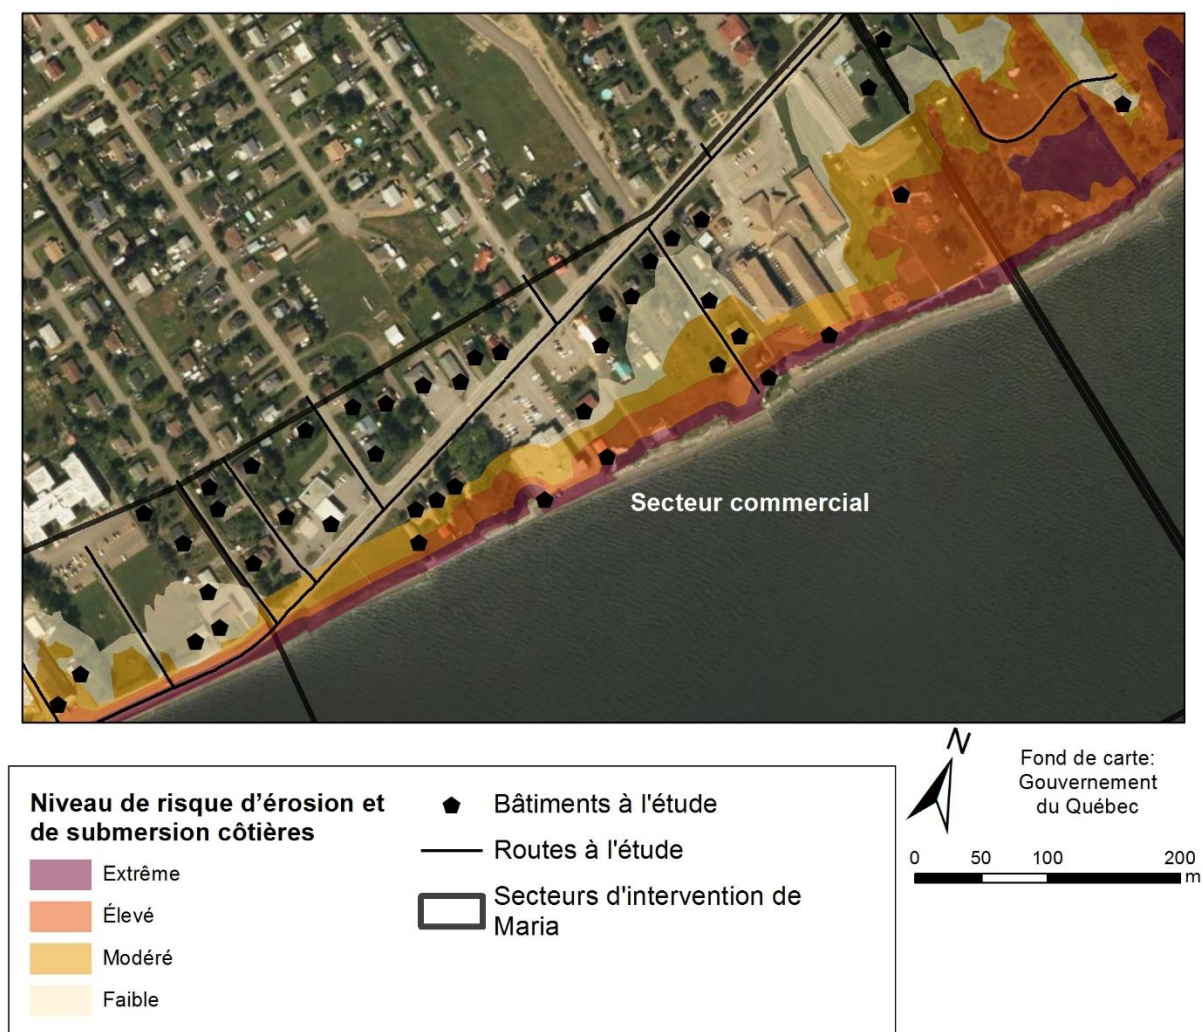 Secteur commercial
Niveau de risque d'érosion et
de submersion côtières
Extrême
Élevé
Modéré
Faible
Bâtiments à l'étude
Routes à l'étude
Secteurs d'intervention de
Maria
N
Fond de carte:
Gouvernement
du Québec
0 50 100 200
m